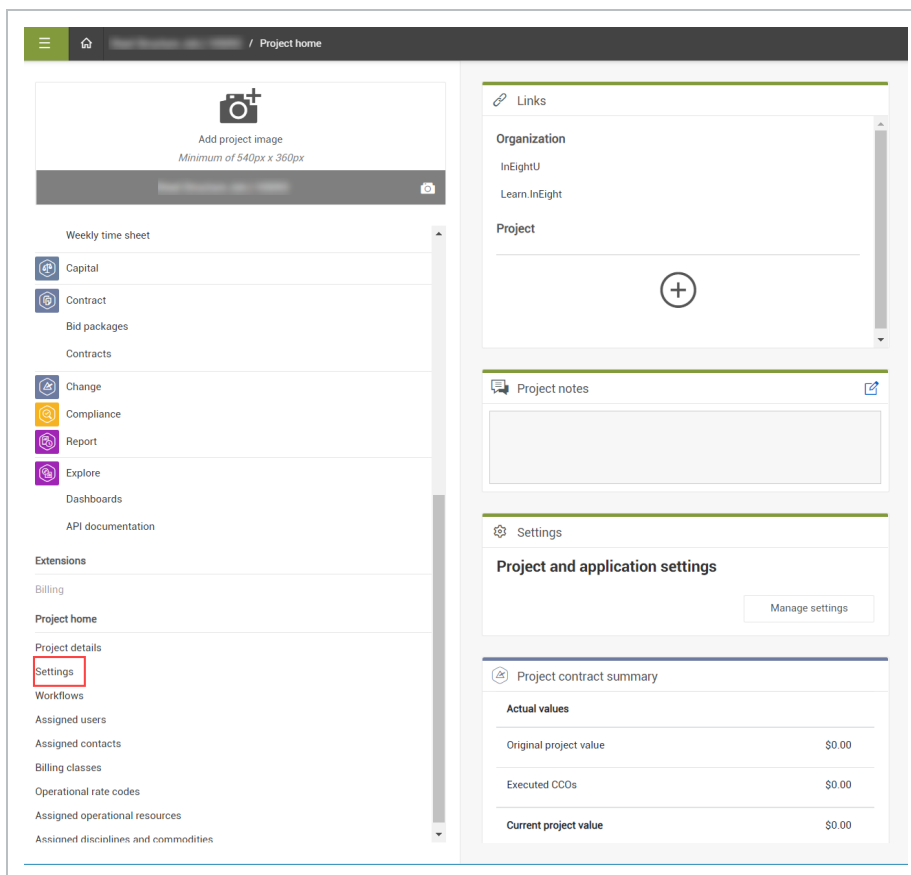 / Project home
Add project image
Minimum of 540px x 360px
Weekly time sheet
Capital
Contract
Bid packages
Contracts
Change
Compliance
Report
Explore
Dashboards
API documentation
Extensions
Billing
Project home
Project details
Settings
Workflows
Assigned users
Assigned contacts
Billing classes
Operational rate codes
Assigned operational resources
Assigned disciplines and commodities
Links
Organization
InEightU
Learn.InEight
Project
Project notes
Settings
Project and application settings
Manage settings
Project contract summary
Actual values
Original project value $0.00
Executed CCOs $0.00
Current project value $0.00